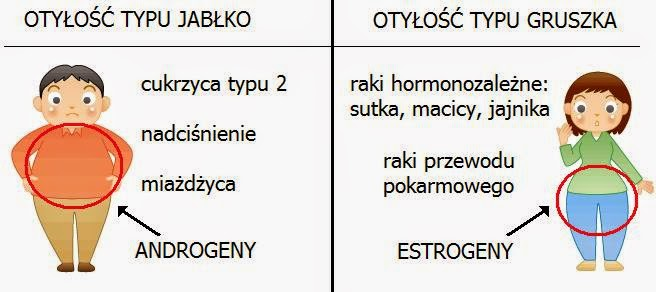 OTYŁOŚĆ TYPU JABŁKO
cukrzyca typu 2
nadciśnienie
miażdżyca
ANDROGENY
OTYŁOŚĆ TYPU GRUSZKA
raki hormonozależne:
sutka, macicy, jajnika
raki przewodu
pokarmowego
ESTROGENY